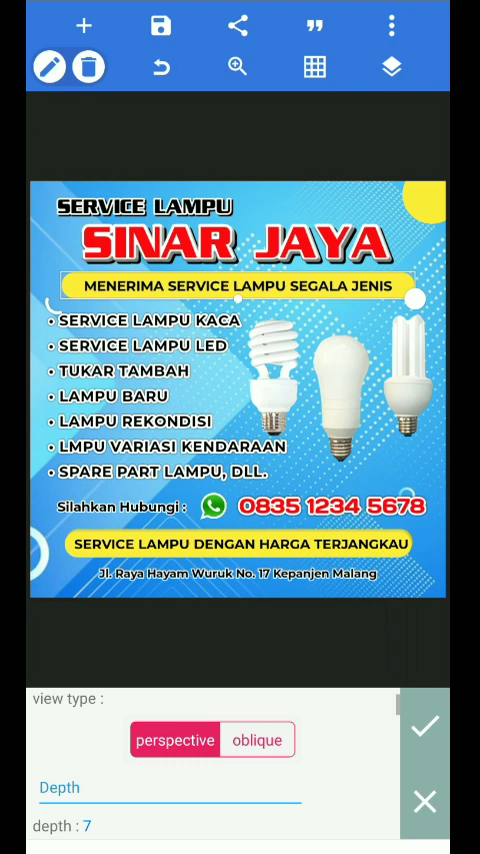 SERVICE LAMPU
SINAR JAYA
MENERIMA SERVICE LAMPU SEGALA JENIS
• SERVICE LAMPU KACA
• SERVICE LAMPU LED
• TUKAR TAMBAH
• LAMPU BARU
• LAMPU REKONDISI
• LMPU VARIASI KENDARAAN
• SPARE PART LAMPU, DLL.
Silahkan Hubungi : 0835 1234 5678
SERVICE LAMPU DENGAN HARGA TERJANGKAU
Jl. Raya Hayam Wuruk No. 17 Kepanjen Malang
view type :
perspective oblique
Depth
depth : 7